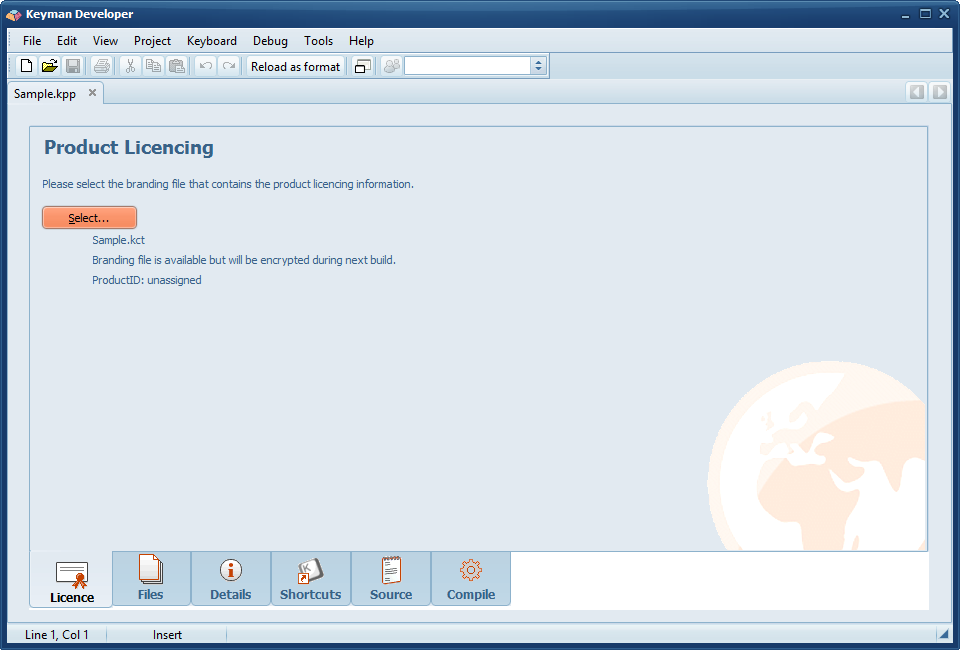 Keyman Developer
File Edit View Project Keyboard Debug Tools Help
Reload as format
Sample.kpp
Product Licencing
Please select the branding file that contains the product licencing information.
Select...
Sample.kct
Branding file is available but will be encrypted during next build.
ProductID: unassigned
Licence Files Details Shortcuts Source Compile
Line 1, Col 1 Insert